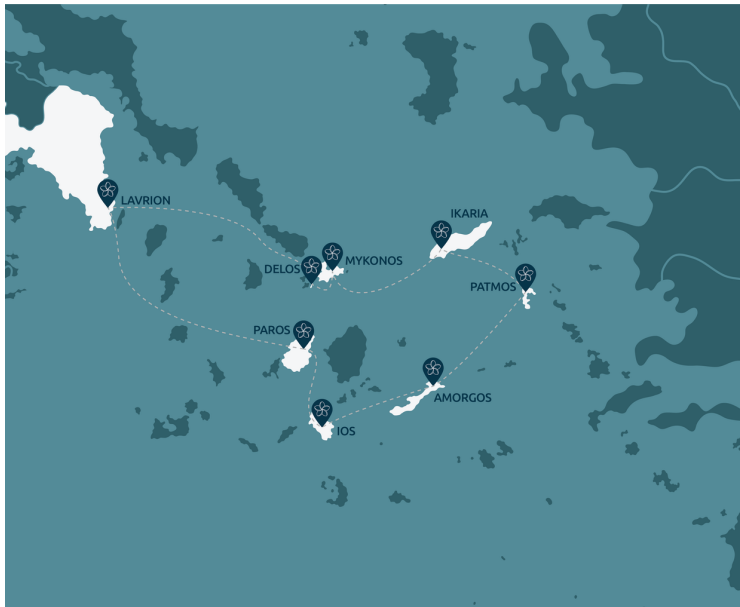 LAVRION
IKARIA
MYKONOS
DELOS
PATMOS
PAROS
AMORGOS
IOS